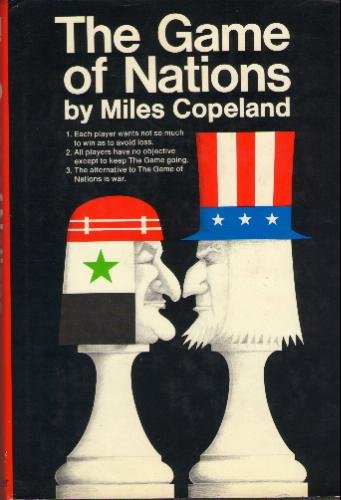 The Game
of Nations
by Miles Copeland
1. Each player wants not so much
to win as to avoid loss.
2. All players have no objective
except to keep The Game going.
3. The alternative to The Game of
Nations is war.